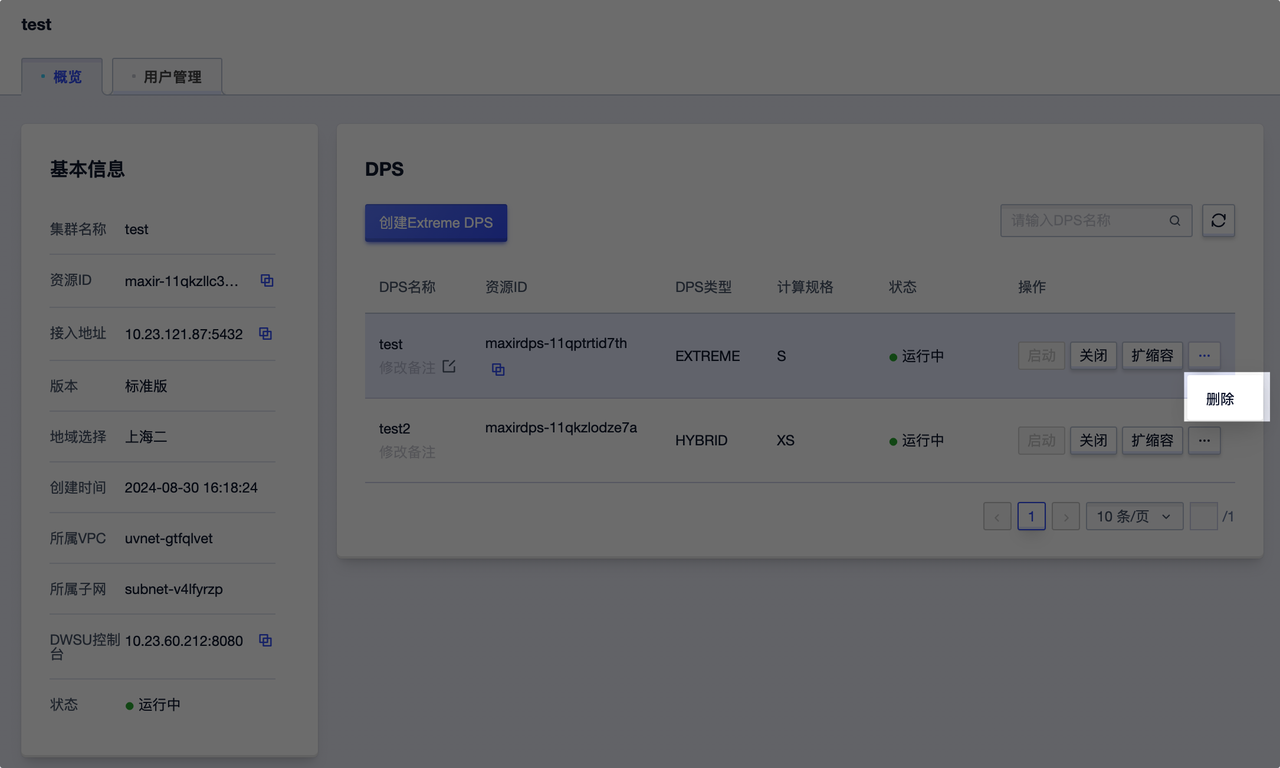 test
概览
用户管理
基本信息
集群名称 test
资源ID maxir-11qkzllc3...
接入地址 10.23.121.87:5432
版本 标准版
地域选择 上海二
创建时间 2024-08-30 16:18:24
所属VPC uvnet-gtfqlvet
所属子网 subnet-v4lfyrzp
DWSU控制台 10.23.60.212:8080
状态 运行中
DPS
创建Extreme DPS
请输入DPS名称
DPS名称 资源ID DPS类型 计算规格 状态 操作
test maxirdps-11qptrtid7th EXTREME S 运行中 启动 关闭 扩缩容 ...
修改备注
删除
test2 maxirdps-11qkzlodze7a HYBRID XS 运行中 启动 关闭 扩缩容 ...
修改备注
< 1 > 10 条/页 /1